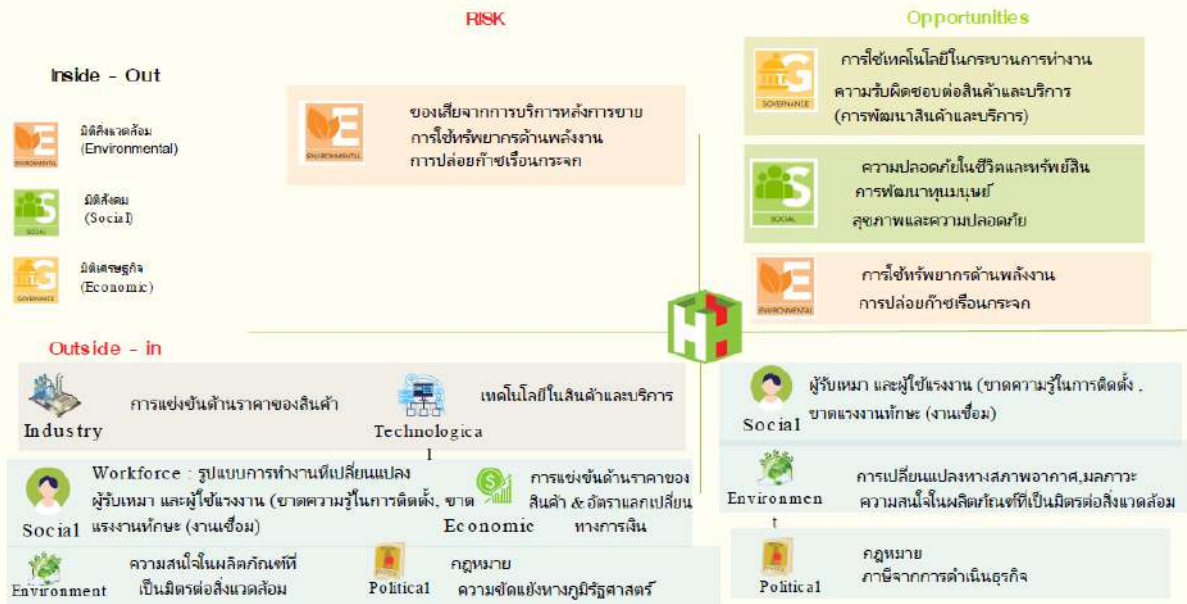 RISK
Opportunities
Inside - Out
มิติสิ่งแวดล้อม
(Environmental)
มิติสังคม
(Social)
มิติเศรษฐกิจ
(Economic)
ENVIRONMENTAL
SOCIAL
GOVERNANCE
ENVIRONMENTAL
ของเสียจากการบริการหลังการขาย
การใช้ทรัพยากรด้านพลังงาน
การปล่อยก๊าซเรือนกระจก
GOVERNANCE
การใช้เทคโนโลยีในกระบวนการทำงาน
ความรับผิดชอบต่อสินค้าและบริการ
(การพัฒนาสินค้าและบริการ)
SOCIAL
ความปลอดภัยในชีวิตและทรัพย์สิน
การพัฒนาทุนมนุษย์
สุขภาพและความปลอดภัย
ENVIRONMENTAL
การใช้ทรัพยากรด้านพลังงาน
การปล่อยก๊าซเรือนกระจก
Outside - in
Industry
การแข่งขันด้านราคาของสินค้า
Technologica
l
เทคโนโลยีในสินค้าและบริการ
Social
Workforce : รูปแบบการทำงานที่เปลี่ยนแปลง
ผู้รับเหมา และผู้ใช้แรงงาน (ขาดความรู้ในการติดตั้ง, ขาด
แรงงานทักษะ (งานเชื่อม)
Economic
การแข่งขันด้านราคาของ
สินค้า & อัตราแลกเปลี่ยน
ทางการเงิน
Environment
ความสนใจในผลิตภัณฑ์ที่
เป็นมิตรต่อสิ่งแวดล้อม
Political
กฎหมาย
ความขัดแย้งทางภูมิรัฐศาสตร์
Social
ผู้รับเหมา และผู้ใช้แรงงาน (ขาดความรู้ในการติดตั้ง ,
ขาดแรงงานทักษะ (งานเชื่อม)
Environmen
t
การเปลี่ยนแปลงทางสภาพอากาศ,มลภาวะ
ความสนใจในผลิตภัณฑ์ที่เป็นมิตรต่อสิ่งแวดล้อม
Political
กฎหมาย
ภาษีจากการดำเนินธุรกิจ